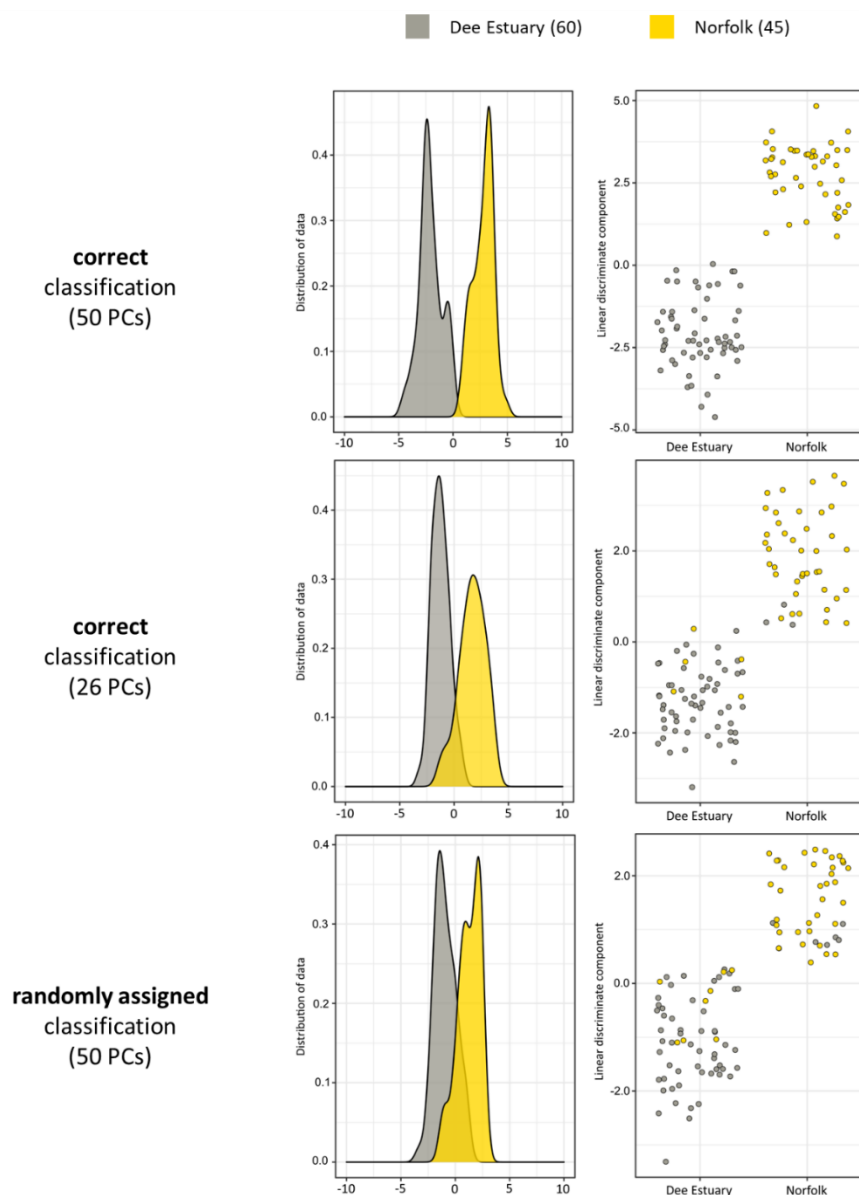 Dee Estuary (60)
Norfolk (45)
correct
classification
(50 PCs)
Distribution of data
0.4
0.3
0.2
0.1
0.0
-10
-5
0
5
10
Linear discriminate component
5.0
2.5
0.0
-2.5
-5.0
Dee Estuary
Norfolk
correct
classification
(26 PCs)
Distribution of data
0.4
0.3
0.2
0.1
0.0
-10
-5
0
5
10
Linear discriminate component
2.0
0.0
-2.0
Dee Estuary
Norfolk
randomly assigned
classification
(50 PCs)
Distribution of data
0.4
0.3
0.2
0.1
0.0
-10
-5
0
5
10
Linear discriminate component
2.0
0.0
-2.0
Dee Estuary
Norfolk